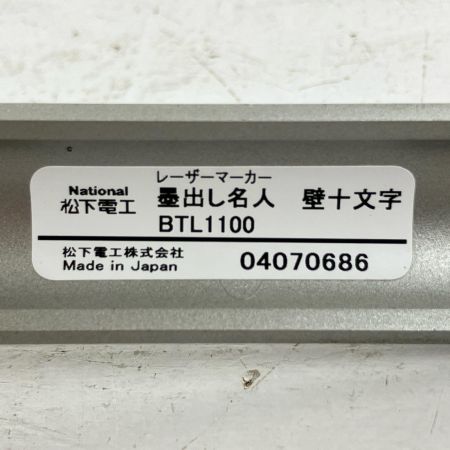 National
松下電工
レーザーマーカー
墨出し名人 壁十文字
BTL1100
松下電工株式会社
Made in Japan
04070686